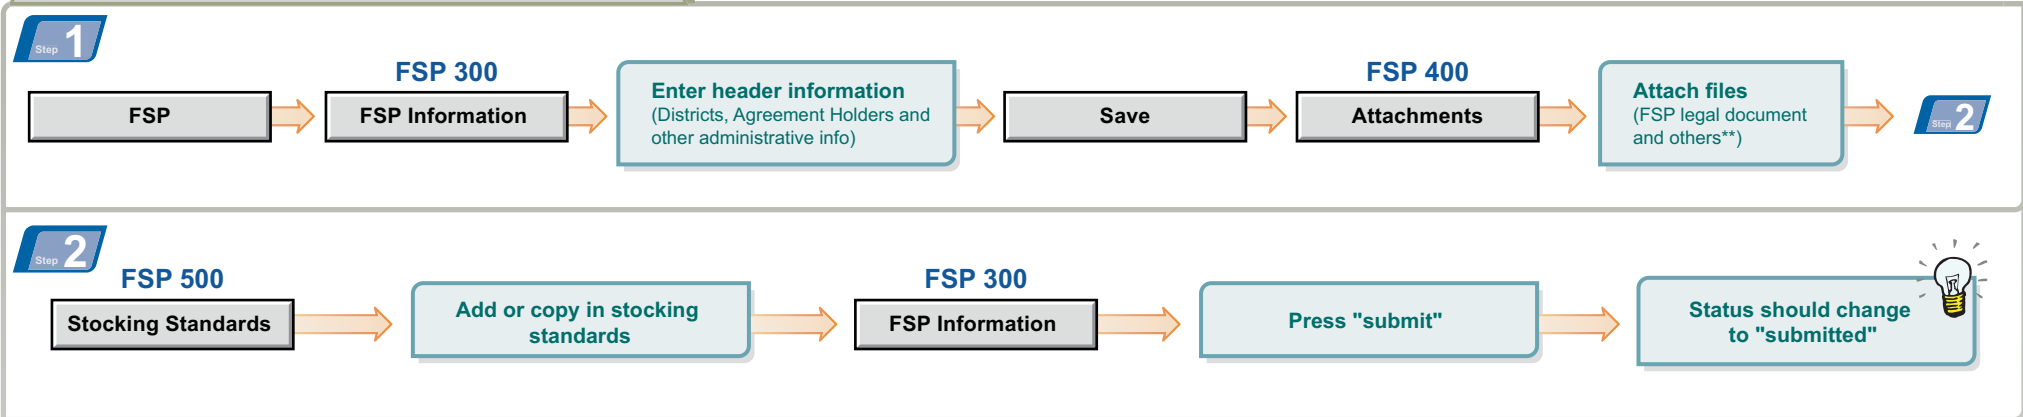 Step 1
FSP
FSP 300
FSP Information
Enter header information
(Districts, Agreement Holders and
other administrative info)
Save
FSP 400
Attachments
Attach files
(FSP legal document
and others**)
Step 2
Step 2
FSP 500
Stocking Standards
Add or copy in stocking
standards
FSP 300
FSP Information
Press "submit"
Status should change
to "submitted"